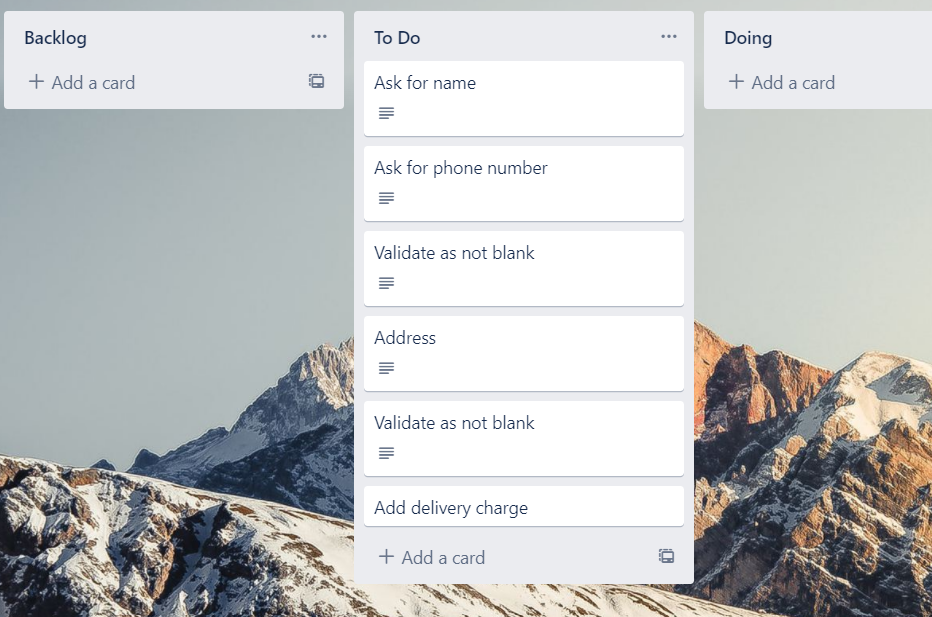 Backlog
Add a card
To Do
Ask for name
Ask for phone number
Validate as not blank
Address
Validate as not blank
Add delivery charge
Add a card
Doing
Add a card